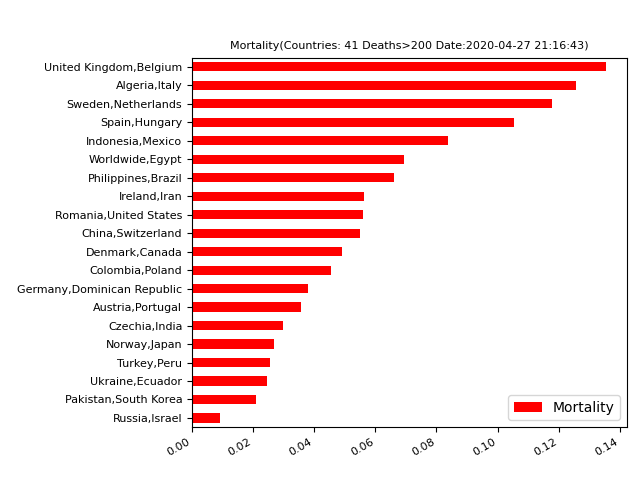 Mortality(Countries: 41 Deaths>200 Date:2020-04-27 21:16:43)
United Kingdom,Belgium
Algeria,Italy
Sweden,Netherlands
Spain,Hungary
Indonesia,Mexico
Worldwide,Egypt
Philippines,Brazil
Ireland,Iran
Romania,United States
China,Switzerland
Denmark,Canada
Colombia,Poland
Germany,Dominican Republic
Austria,Portugal
Czechia,India
Norway,Japan
Turkey,Peru
Ukraine,Ecuador
Pakistan,South Korea
Russia,Israel
Mortality
0.00 0.02 0.04 0.06 0.08 0.10 0.12 0.14